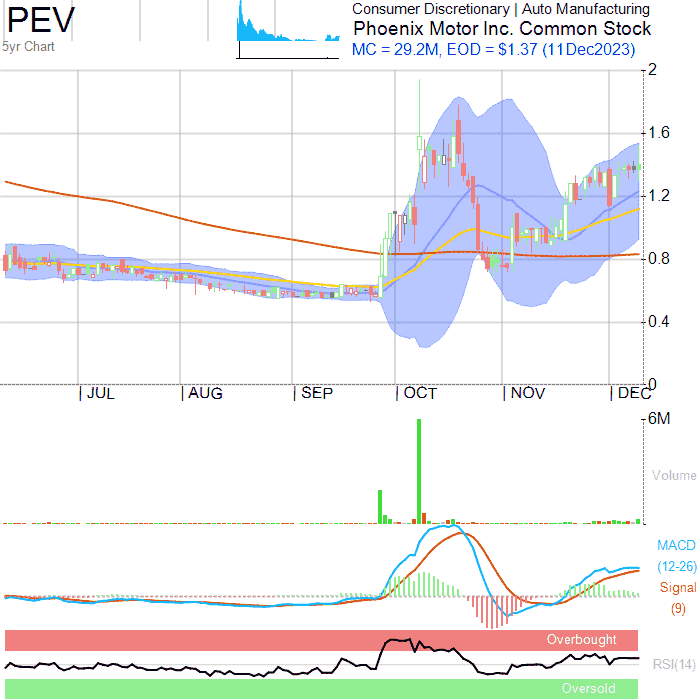 PEV
5yr Chart
Consumer Discretionary | Auto Manufacturing
Phoenix Motor Inc. Common Stock
MC = 29.2M, EOD = $1.37 (11Dec2023)
2
1.6
1.2
0.8
0.4
0
JUL AUG SEP OCT NOV DEC
6M
Volume
MACD
(12-26)
Signal
(9)
Overbought
RSI(14)
Oversold